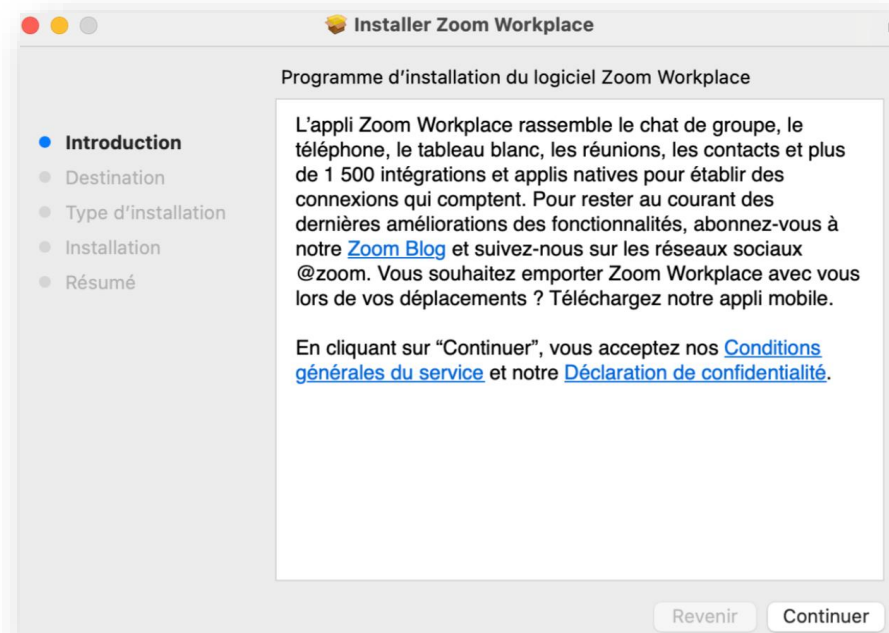 Installer Zoom Workplace
Programme d’installation du logiciel Zoom Workplace
Introduction
Destination
Type d’installation
Installation
Résumé
L’appli Zoom Workplace rassemble le chat de groupe, le
téléphone, le tableau blanc, les réunions, les contacts et plus
de 1 500 intégrations et applis natives pour établir des
connexions qui comptent. Pour rester au courant des
dernières améliorations des fonctionnalités, abonnez-vous à
notre Zoom Blog et suivez-nous sur les réseaux sociaux
@zoom. Vous souhaitez emporter Zoom Workplace avec vous
lors de vos déplacements ? Téléchargez notre appli mobile.
En cliquant sur “Continuer”, vous acceptez nos Conditions
générales du service et notre Déclaration de confidentialité.
Revenir
Continuer